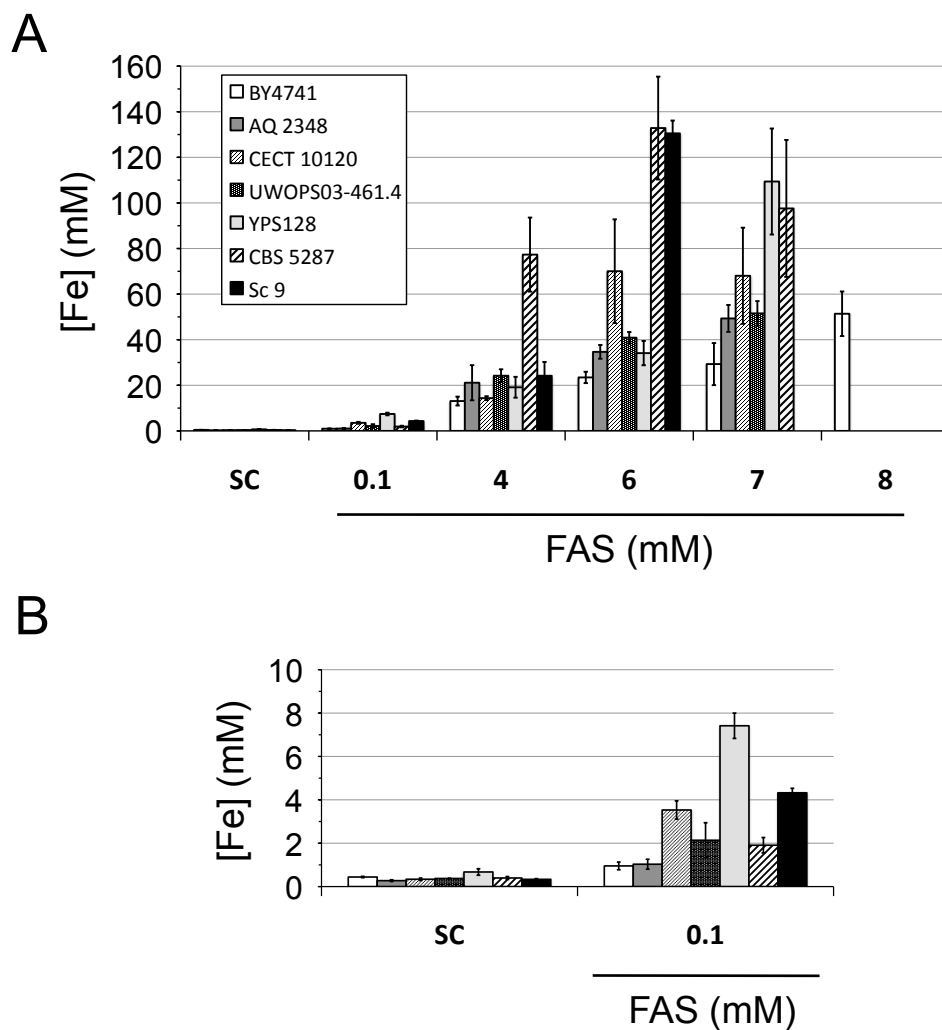 A
160
140
120
100
80
60
40
20
0
[Fe] (mM)
BY4741
AQ 2348
CECT 10120
UWOPS03-461.4
YPS128
CBS 5287
Sc 9
SC 0.1 4 6 7 8
FAS (mM)
B
10
8
6
4
2
0
[Fe] (mM)
SC 0.1
FAS (mM)